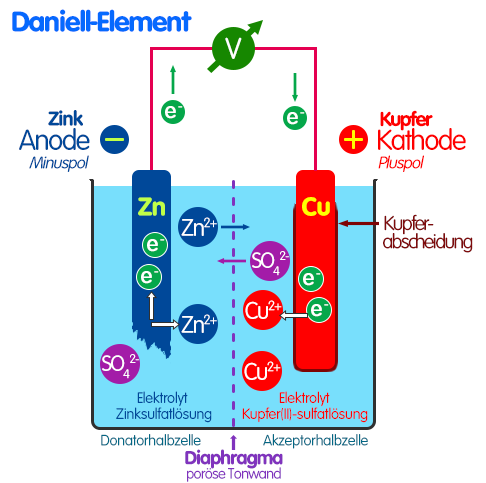 Daniell-Element
V
e⁻
e⁻
Zink
Anode
Minuspol
−
+
Kupfer
Kathode
Pluspol
Zn
Cu
Zn²⁺
Kupfer-
abscheidung
e⁻
e⁻
SO₄²⁻
e⁻
Cu²⁺
e⁻
Zn²⁺
SO₄²⁻
Cu²⁺
Elektrolyt
Zinksulfatlösung
Elektrolyt
Kupfer(II)-sulfatlösung
Donatorhalbzelle
Akzeptorhalbzelle
Diaphragma
poröse Tonwand